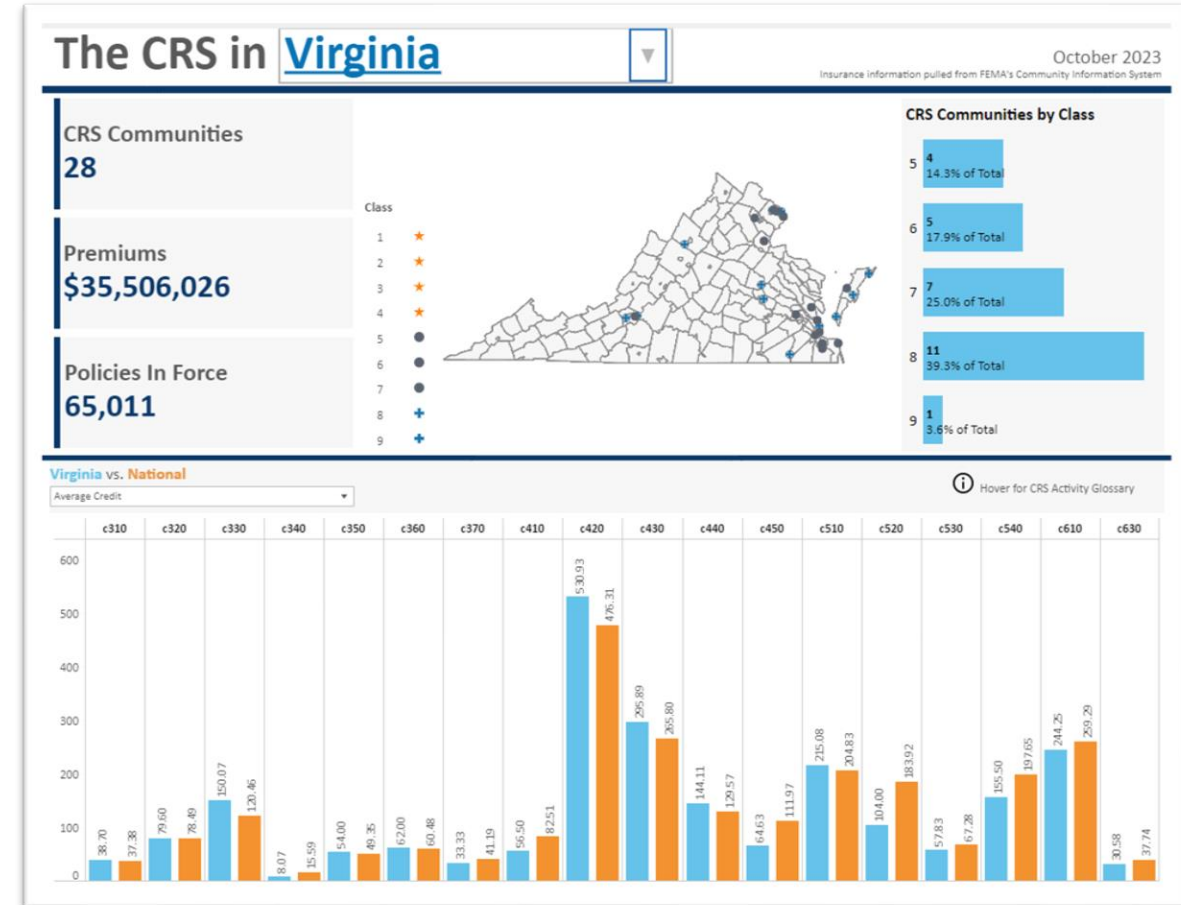 The CRS in Virginia
October 2023
Insurance information pulled from FEMA's Community Information System
CRS Communities
28
Premiums
$35,506,026
Policies In Force
65,011
Class
1
2
3
4
5
6
7
8
9
CRS Communities by Class
5 4
14.3% of Total
6 5
17.9% of Total
7 7
25.0% of Total
8 11
39.3% of Total
9 1
3.6% of Total
Virginia vs. National
Average Credit
Hover for CRS Activity Glossary
c310 c320 c330 c340 c350 c360 c370 c410 c420 c430 c440 c450 c510 c520 c530 c540 c610 c630
600
500
400
300
200
100
0
38.70 37.38
79.60 78.49
150.07 120.46
8.07 15.59
54.00 49.35
62.00 60.48
33.33 41.19
56.50 82.51
530.93 476.31
295.89 265.80
144.11 129.57
64.63 111.97
215.08 204.83
104.00 183.92
57.83 67.28
155.50 197.65
244.25 259.29
30.58 37.74